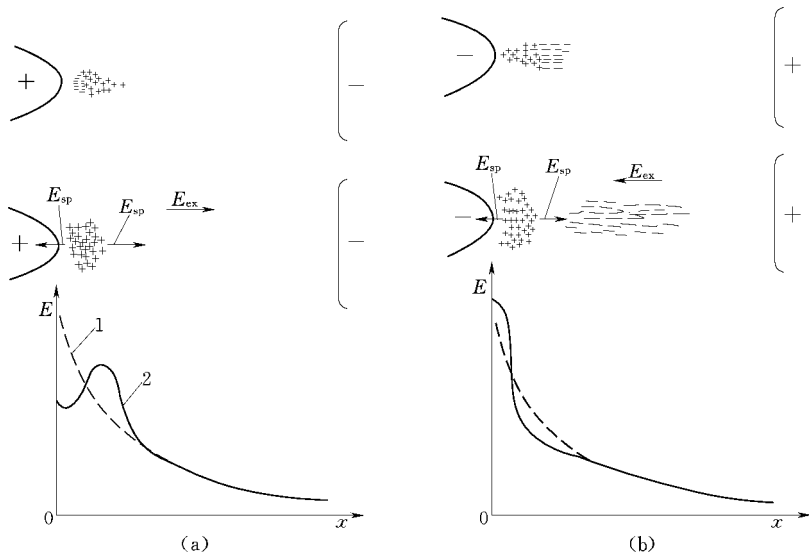 + − − +
E_sp E_sp E_ex
+ −
E_sp E_sp E_ex
− +
E 1 2 0 x
E 0 x
(a) (b)